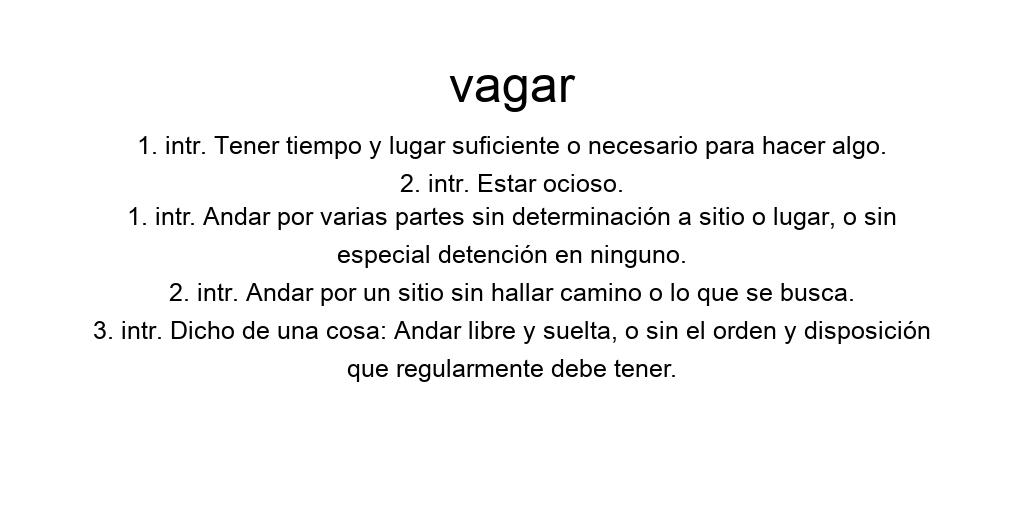 vagar
1. intr. Tener tiempo y lugar suficiente o necesario para hacer algo.
2. intr. Estar ocioso.
1. intr. Andar por varias partes sin determinación a sitio o lugar, o sin
especial detención en ninguno.
2. intr. Andar por un sitio sin hallar camino o lo que se busca.
3. intr. Dicho de una cosa: Andar libre y suelta, o sin el orden y disposición
que regularmente debe tener.